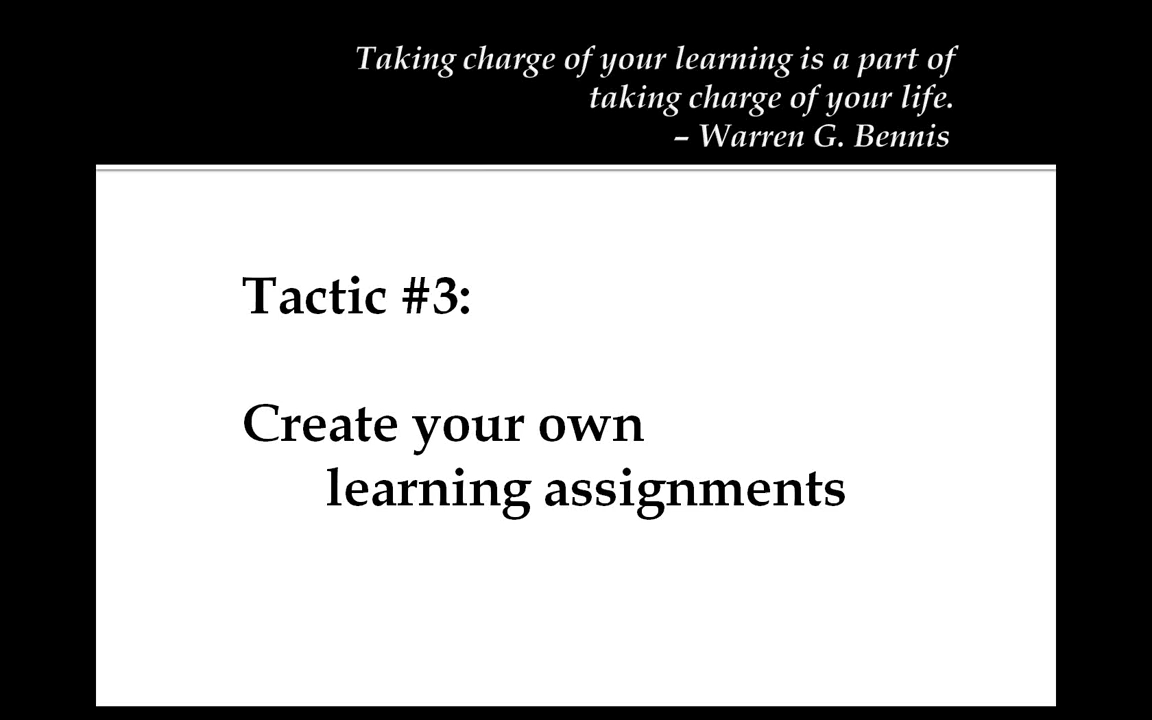 Taking charge of your learning is a part of
taking charge of your life.
– Warren G. Bennis
Tactic #3:
Create your own
learning assignments